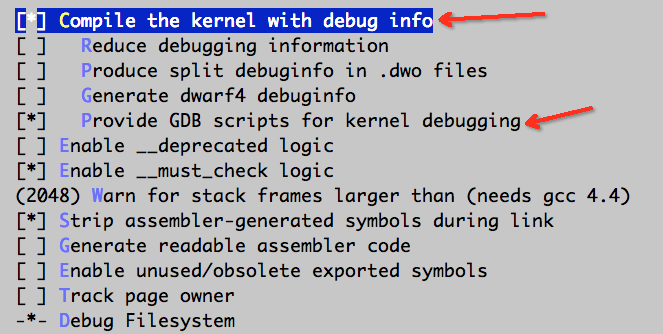 [*] Compile the kernel with debug info
[ ]   Reduce debugging information
[ ]   Produce split debuginfo in .dwo files
[ ]   Generate dwarf4 debuginfo
[*]   Provide GDB scripts for kernel debugging
[ ] Enable __deprecated logic
[*] Enable __must_check logic
(2048) Warn for stack frames larger than (needs gcc 4.4)
[*] Strip assembler-generated symbols during link
[ ] Generate readable assembler code
[ ] Enable unused/obsolete exported symbols
[ ] Track page owner
-*- Debug Filesystem